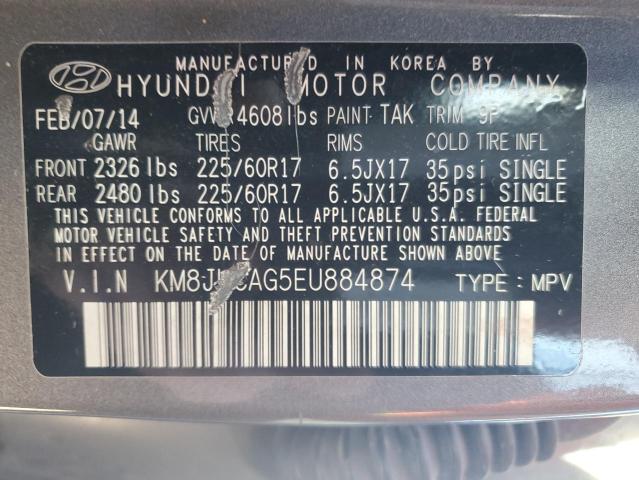 MANUFACTURED IN KOREA BY
HYUNDAI MOTOR COMPANY
FEB/07/14 GVWR 4608 lbs PAINT TAK TRIM 9P
GAWR TIRES RIMS COLD TIRE INFL
FRONT 2326 lbs 225/60R17 6.5JX17 35psi SINGLE
REAR 2480 lbs 225/60R17 6.5JX17 35psi SINGLE
THIS VEHICLE CONFORMS TO ALL APPLICABLE U.S.A. FEDERAL
MOTOR VEHICLE SAFETY AND THEFT PREVENTION STANDARDS
IN EFFECT ON THE DATE OF MANUFACTURE SHOWN ABOVE
V.I.N TYPE : MPV